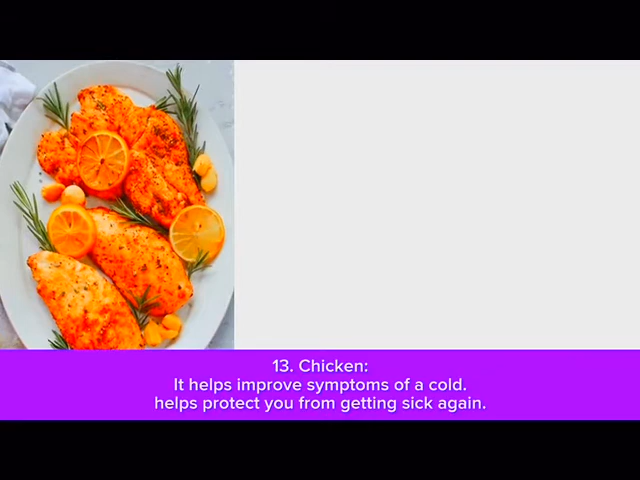 13. Chicken:
It helps improve symptoms of a cold.
helps protect you from getting sick again.